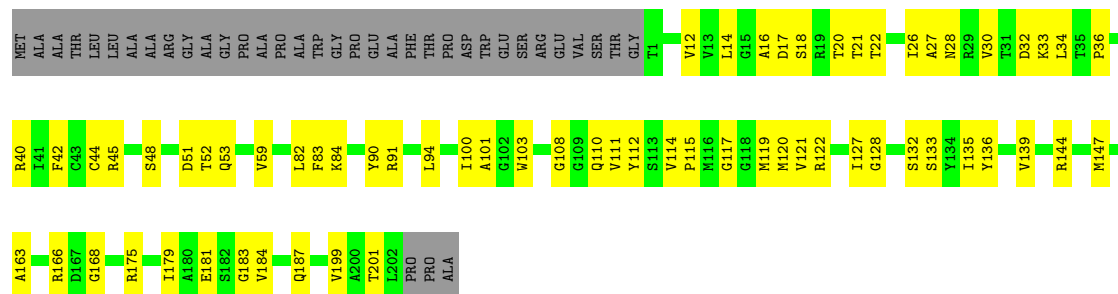 MET ALA ALA THR LEU LEU ALA ALA ARG GLY ALA GLY PRO ALA PRO ALA TRP GLY PRO GLU ALA PHE THR PRO ASP TRP GLU SER ARG GLU VAL SER THR GLY T1 V12 V13 L14 G15 A16 D17 S18 R19 T20 T21 T22 I26 A27 N28 R29 V30 T31 D32 K33 L34 T35 P36
R40 I41 F42 C43 C44 R45 S48 D51 T52 Q53 V59 L82 F83 K84 Y90 R91 L94 I100 A101 G102 W103 G108 G109 Q110 V111 Y112 S113 V114 P115 M116 G117 G118 M119 M120 V121 R122 I127 G128 S132 S133 Y134 I135 Y136 V139 R144 M147
A163 R166 D167 G168 R175 I179 A180 E181 S182 G183 V184 Q187 V199 A200 T201 L202 PRO PRO ALA